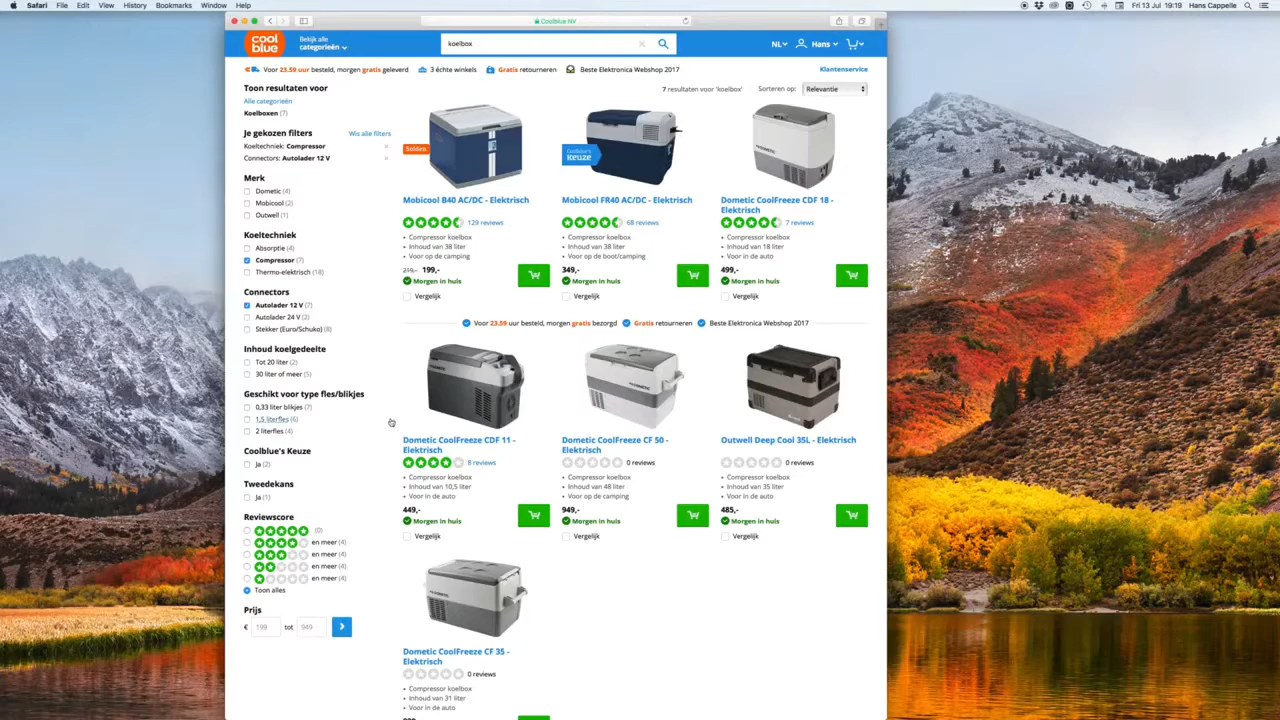 Safari File Edit View History Bookmarks Window Help
Fri 13 Jul 19:19 Hans Cappelle
Coolblue NV
cool
blue
Bekijk alle
categorieën
koelbox
NL
Hans
Voor 23.59 uur besteld, morgen gratis geleverd
3 échte winkels
Gratis retourneren
Beste Elektronica Webshop 2017
Klantenservice
Toon resultaten voor
Alle categorieën
Koelboxen (7)
Je gekozen filters
Wis alle filters
Koeltechniek: Compressor
Connectors: Autolader 12 V
Merk
Dometic (4)
Mobicool (2)
Outwell (1)
Koeltechniek
Absorptie (4)
Compressor (7)
Thermo-elektrisch (18)
Connectors
Autolader 12 V (7)
Autolader 24 V (2)
Stekker (Euro/Schuko) (8)
Inhoud koelgedeelte
Tot 20 liter (2)
30 liter of meer (5)
Geschikt voor type fles/blikjes
0,33 liter blikjes (7)
1,5 literfles (6)
2 literfles (4)
Coolblue's Keuze
Ja (2)
Tweedekans
Ja (1)
Reviewscore
(0)
en meer (4)
en meer (4)
en meer (4)
en meer (4)
Toon alles
Prijs
€ 199 tot 949
7 resultaten voor 'koelbox'
Sorteren op: Relevantie
Solden
Mobicool B40 AC/DC - Elektrisch
129 reviews
• Compressor koelbox
• Inhoud van 38 liter
• Voor op de camping
219,- 199,-
Morgen in huis
Vergelijk
Coolblue's
Keuze
Mobicool FR40 AC/DC - Elektrisch
68 reviews
• Compressor koelbox
• Inhoud van 38 liter
• Voor op de boot/camping
349,-
Morgen in huis
Vergelijk
Dometic CoolFreeze CDF 18 -
Elektrisch
7 reviews
• Compressor koelbox
• Inhoud van 18 liter
• Voor in de auto
499,-
Morgen in huis
Vergelijk
Voor 23.59 uur besteld, morgen gratis bezorgd
Gratis retourneren
Beste Elektronica Webshop 2017
Dometic CoolFreeze CDF 11 -
Elektrisch
8 reviews
• Compressor koelbox
• Inhoud van 10,5 liter
• Voor in de auto
449,-
Morgen in huis
Vergelijk
Dometic CoolFreeze CF 50 -
Elektrisch
0 reviews
• Compressor koelbox
• Inhoud van 48 liter
• Voor op de camping
949,-
Morgen in huis
Vergelijk
Outwell Deep Cool 35L - Elektrisch
0 reviews
• Compressor koelbox
• Inhoud van 35 liter
• Voor in de auto
485,-
Morgen in huis
Vergelijk
Dometic CoolFreeze CF 35 -
Elektrisch
0 reviews
• Compressor koelbox
• Inhoud van 31 liter
• Voor in de auto